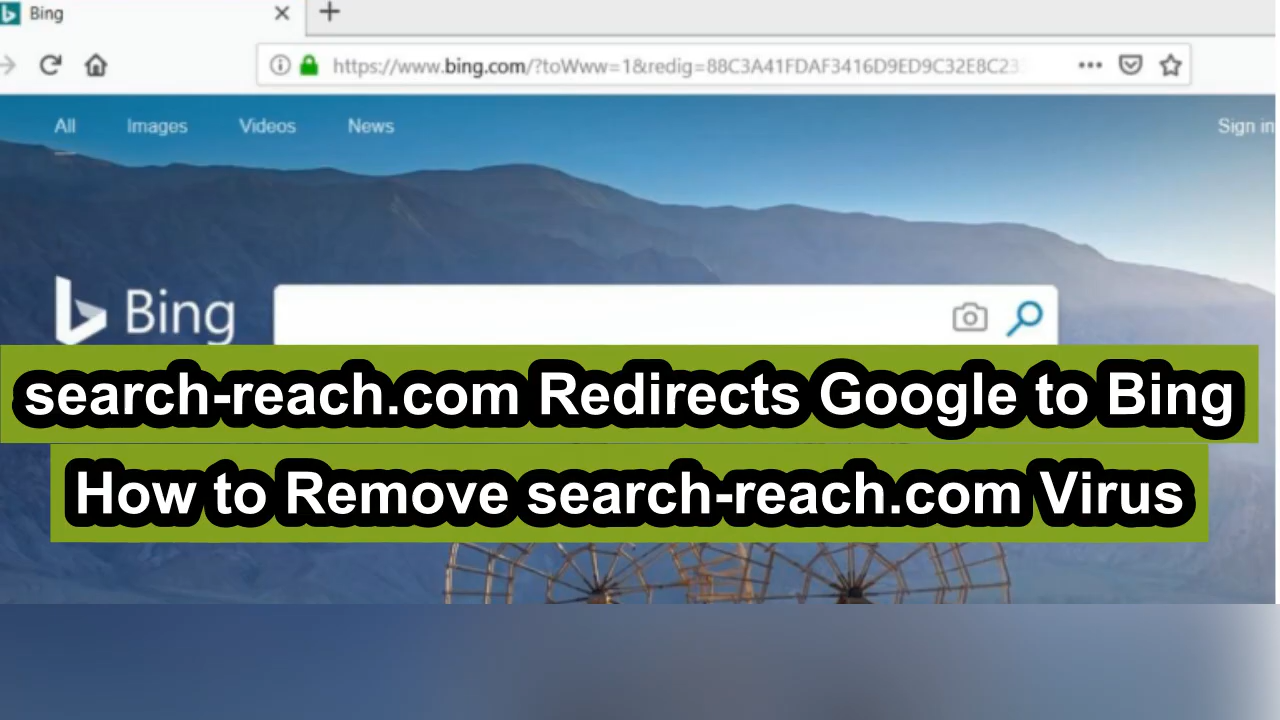 Bing
https://www.bing.com/?toWww=1&redig=88C3A41FDAF3416D9ED9C32E8C23
All Images Videos News Sign in
Bing
search-reach.com Redirects Google to Bing
How to Remove search-reach.com Virus